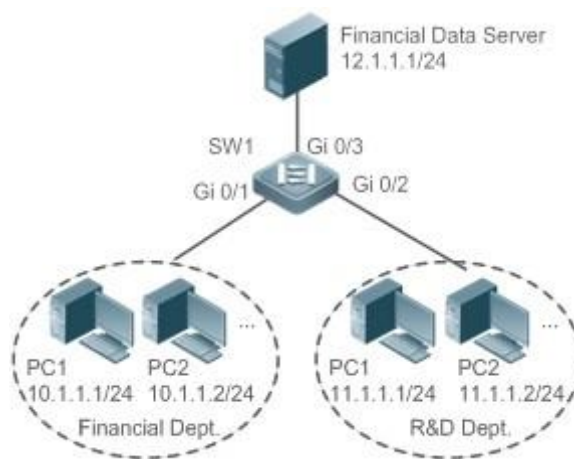 Financial Data Server
12.1.1.1/24
SW1
Gi 0/3
Gi 0/1
Gi 0/2
...
PC1
10.1.1.1/24
PC2
10.1.1.2/24
Financial Dept.
...
PC1
11.1.1.1/24
PC2
11.1.1.2/24
R&D Dept.